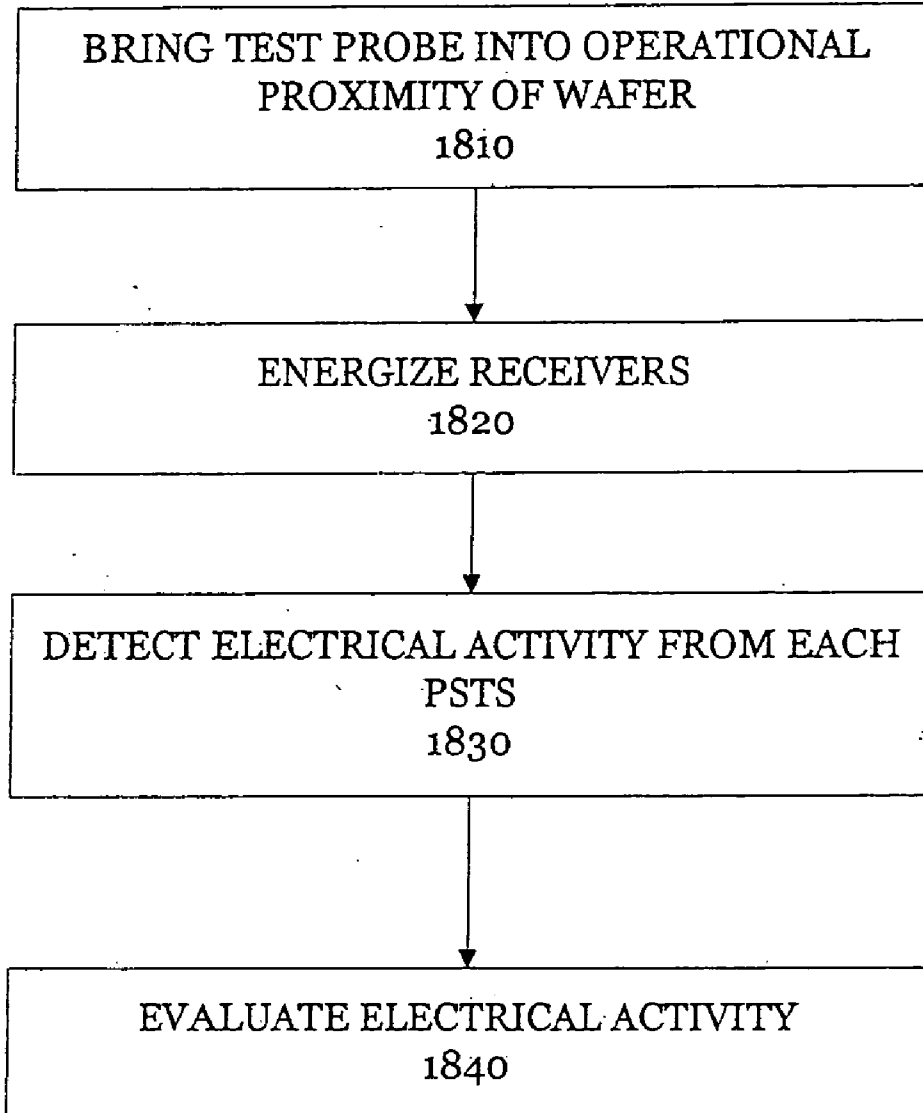 BRING TEST PROBE INTO OPERATIONAL
PROXIMITY OF WAFER
1810
ENERGIZE RECEIVERS
1820
DETECT ELECTRICAL ACTIVITY FROM EACH
PSTS
1830
EVALUATE ELECTRICAL ACTIVITY
1840